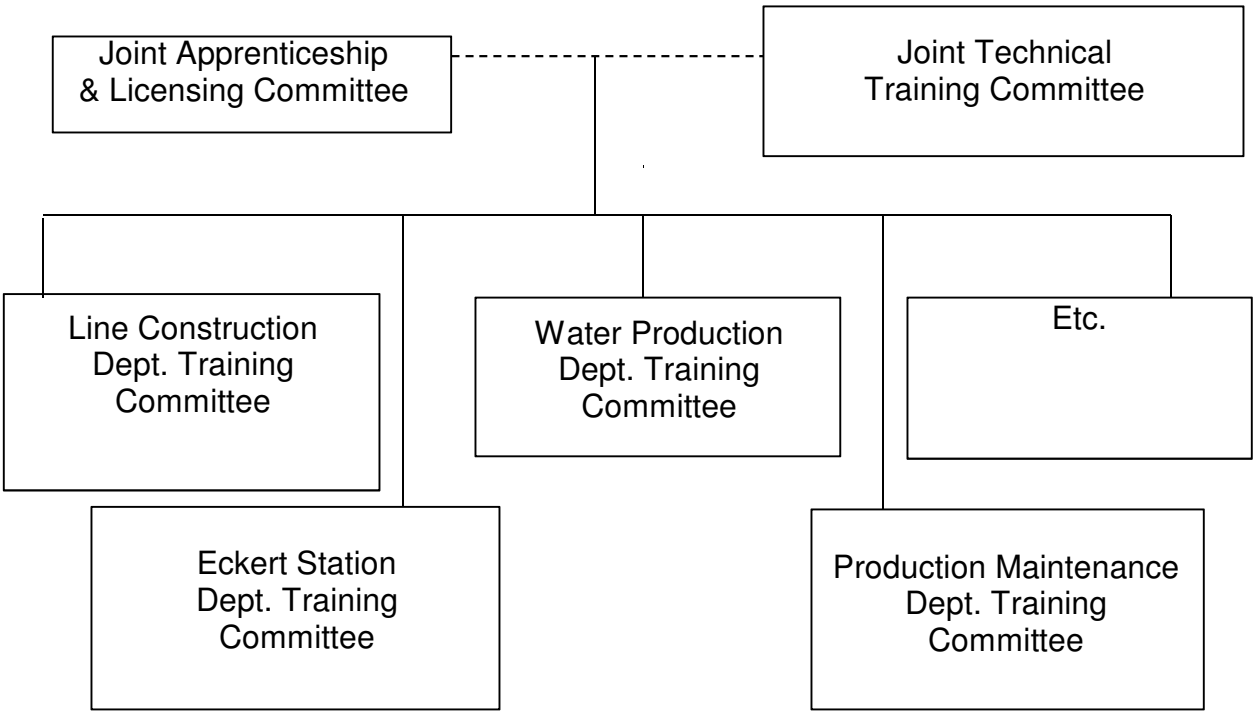 Joint Apprenticeship
& Licensing Committee
Joint Technical
Training Committee
Line Construction
Dept. Training
Committee
Water Production
Dept. Training
Committee
Etc.
Eckert Station
Dept. Training
Committee
Production Maintenance
Dept. Training
Committee